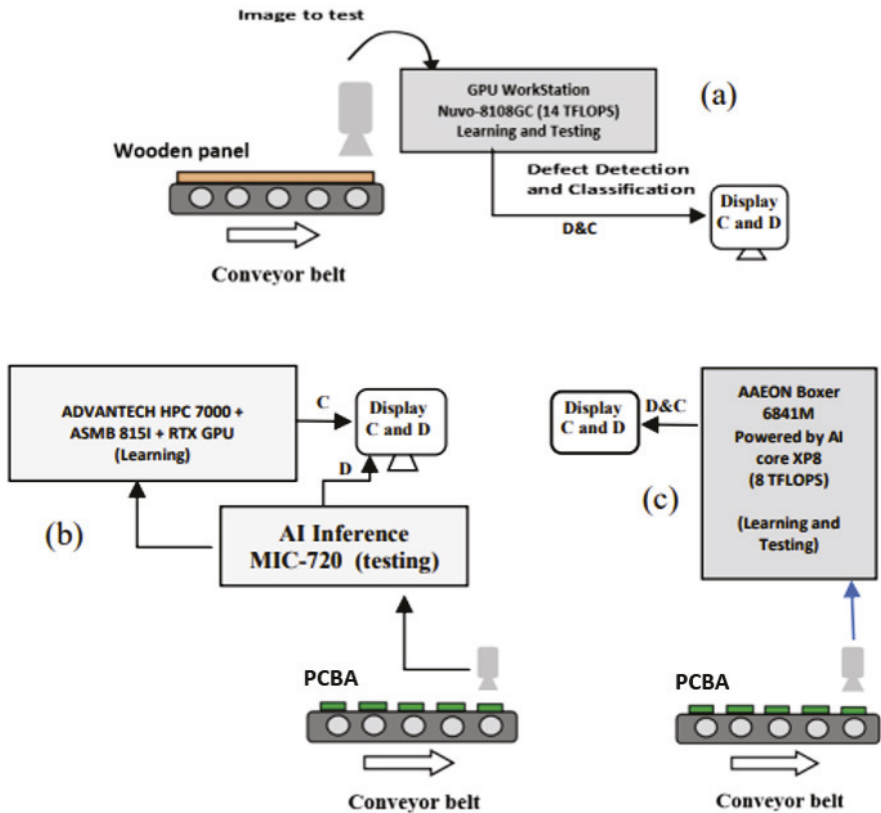 Image to test
GPU WorkStation
Nuvo-8108GC (14 TFLOPS)
Learning and Testing
(a)
Wooden panel
Defect Detection
and Classification
D&C
Display
C and D
Conveyor belt
ADVANTECH HPC 7000 +
ASMB 815I + RTX GPU
(Learning)
C
Display
C and D
D
(b)
AI Inference
MIC-720 (testing)
PCBA
Conveyor belt
Display
C and D
D&C
AAEON Boxer
6841M
Powered by AI
core XP8
(8 TFLOPS)
(Learning and
Testing)
(c)
PCBA
Conveyor belt